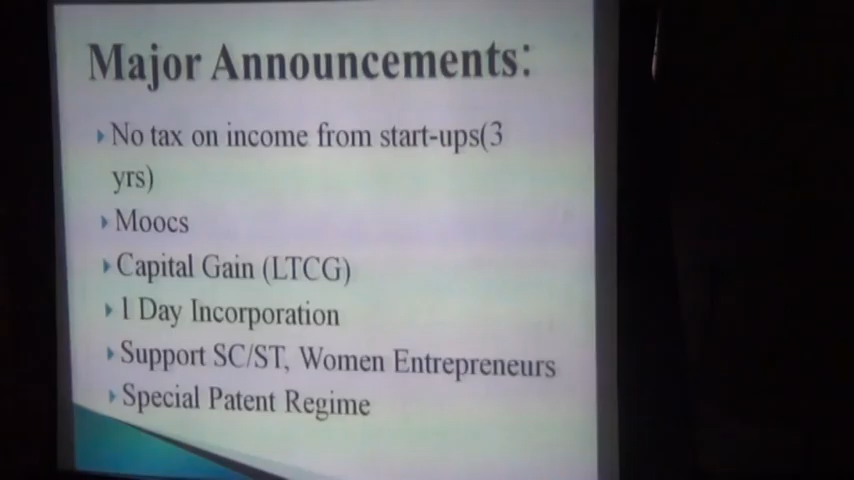 Major Announcements:
No tax on income from start-ups(3
yrs)
Moocs
Capital Gain (LTCG)
1 Day Incorporation
Support SC/ST, Women Entrepreneurs
Special Patent Regime